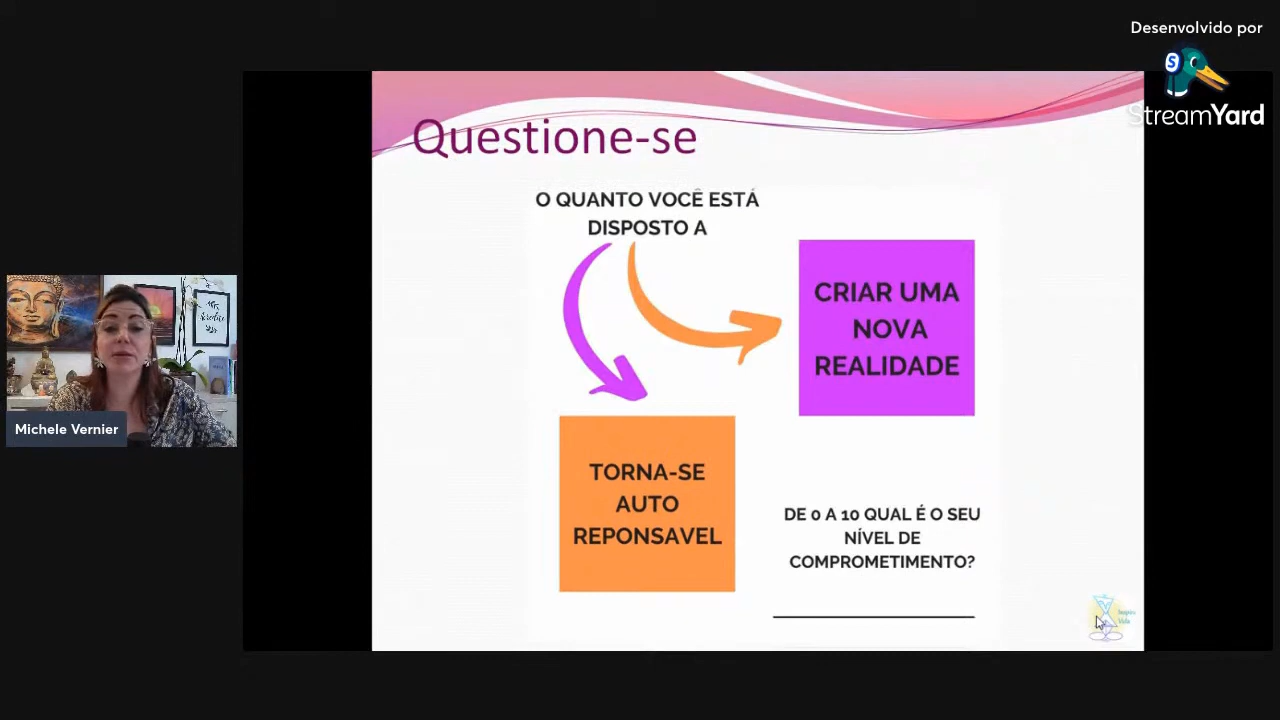 Desenvolvido por
StreamYard
Questione-se
O QUANTO VOCÊ ESTÁ
DISPOSTO A
CRIAR UMA
NOVA
REALIDADE
TORNA-SE
AUTO
REPONSAVEL
DE 0 A 10 QUAL É O SEU
NÍVEL DE
COMPROMETIMENTO?
Michele Vernier
Vida